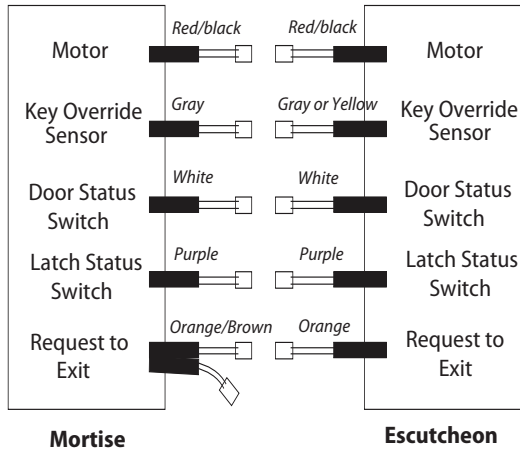 Red/black
Red/black
Motor
Motor
Gray
Gray or Yellow
Key Override
Sensor
Key Override
Sensor
White
White
Door Status
Switch
Door Status
Switch
Purple
Purple
Latch Status
Switch
Latch Status
Switch
Orange/Brown
Orange
Request to
Exit
Request to
Exit
Mortise
Escutcheon